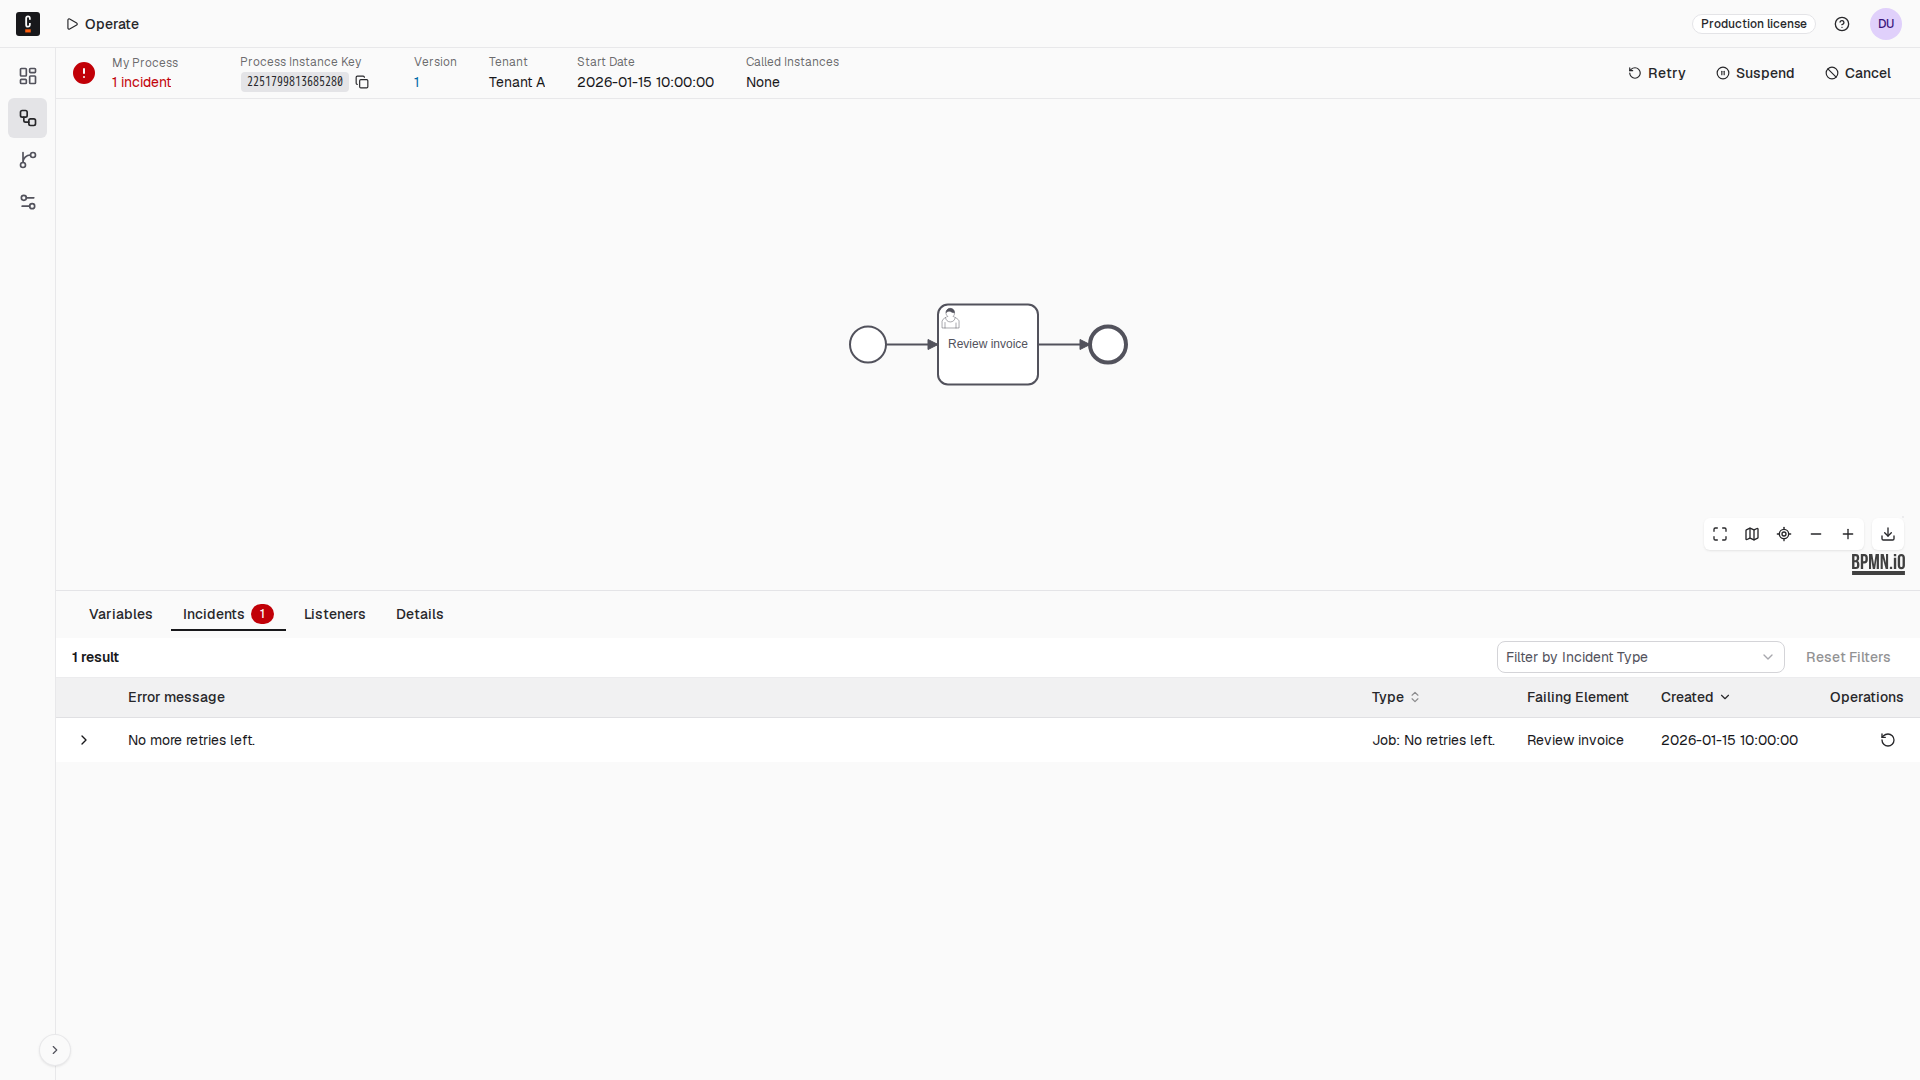 Operate
Production license
DU
My Process
1 incident
Process Instance Key
2251799813685280
Version
1
Tenant
Tenant A
Start Date
2026-01-15 10:00:00
Called Instances
None
Retry
Suspend
Cancel
Review invoice
BPMN.iO
Variables
Incidents 1
Listeners
Details
1 result
Filter by Incident Type
Reset Filters
Error message
Type
Failing Element
Created
Operations
No more retries left.
Job: No retries left.
Review invoice
2026-01-15 10:00:00